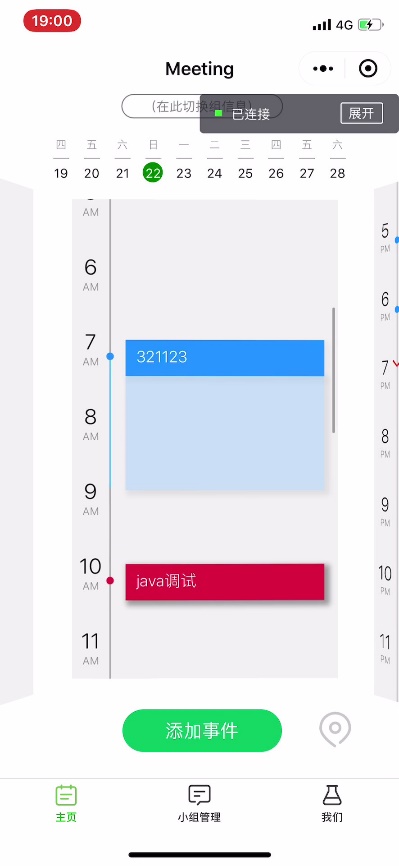 19:00
4G
Meeting
（在此切换组信息）
已连接
展开
四 五 六 日 一 二 三 四 五 六
19 20 21 22 23 24 25 26 27 28
AM
6
AM
7
AM
321123
8
AM
9
AM
10
AM
java调试
11
AM
5
PM
6
PM
7
PM
8
PM
9
PM
10
PM
11
PM
添加事件
主页 小组管理 我们